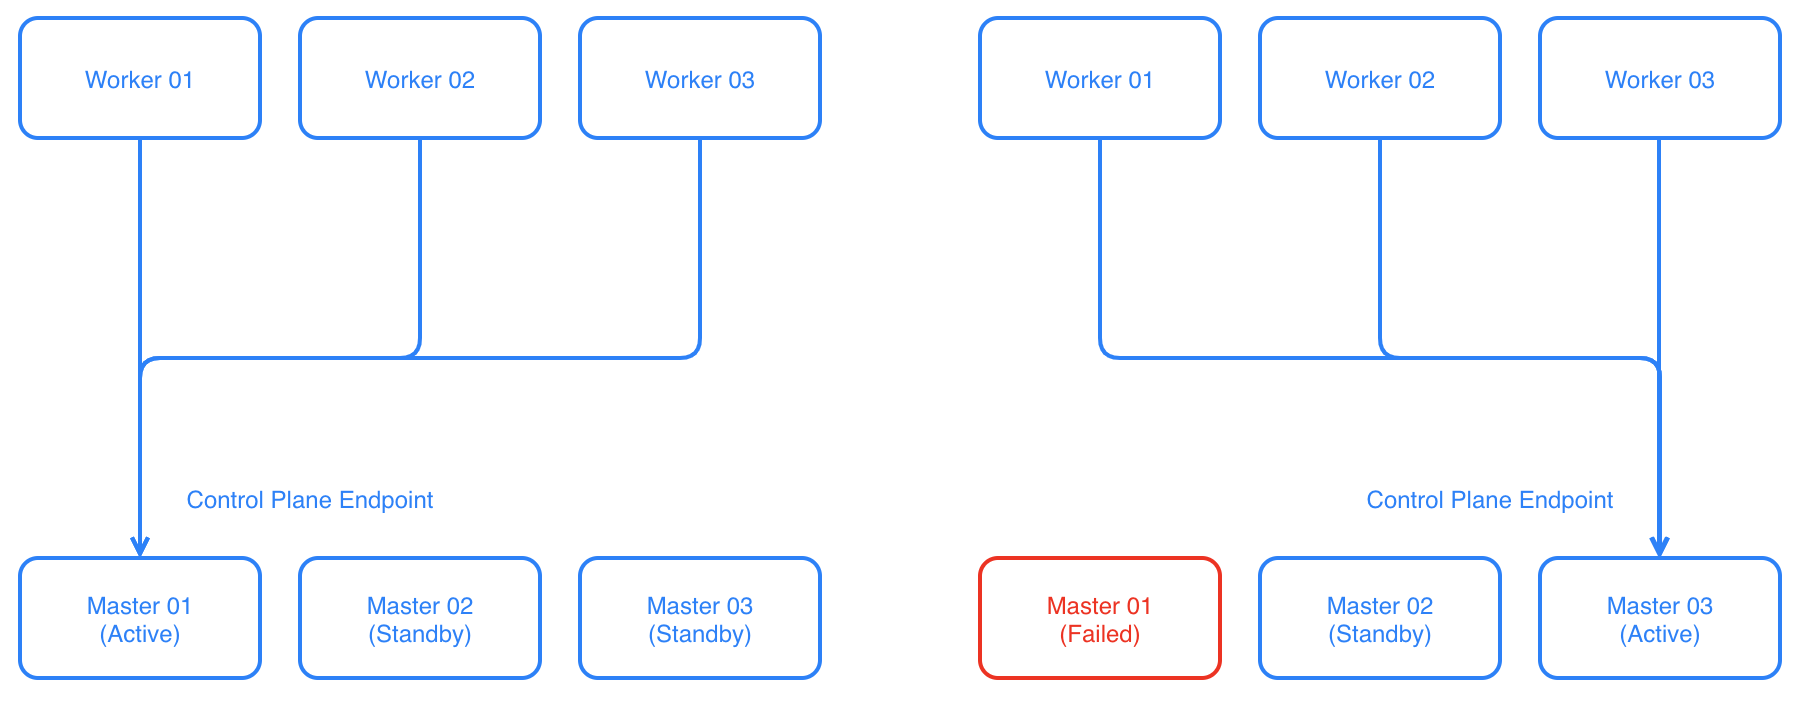 Worker 01
Worker 02
Worker 03
Control Plane Endpoint
Master 01
(Active)
Master 02
(Standby)
Master 03
(Standby)
Worker 01
Worker 02
Worker 03
Control Plane Endpoint
Master 01
(Failed)
Master 02
(Standby)
Master 03
(Active)